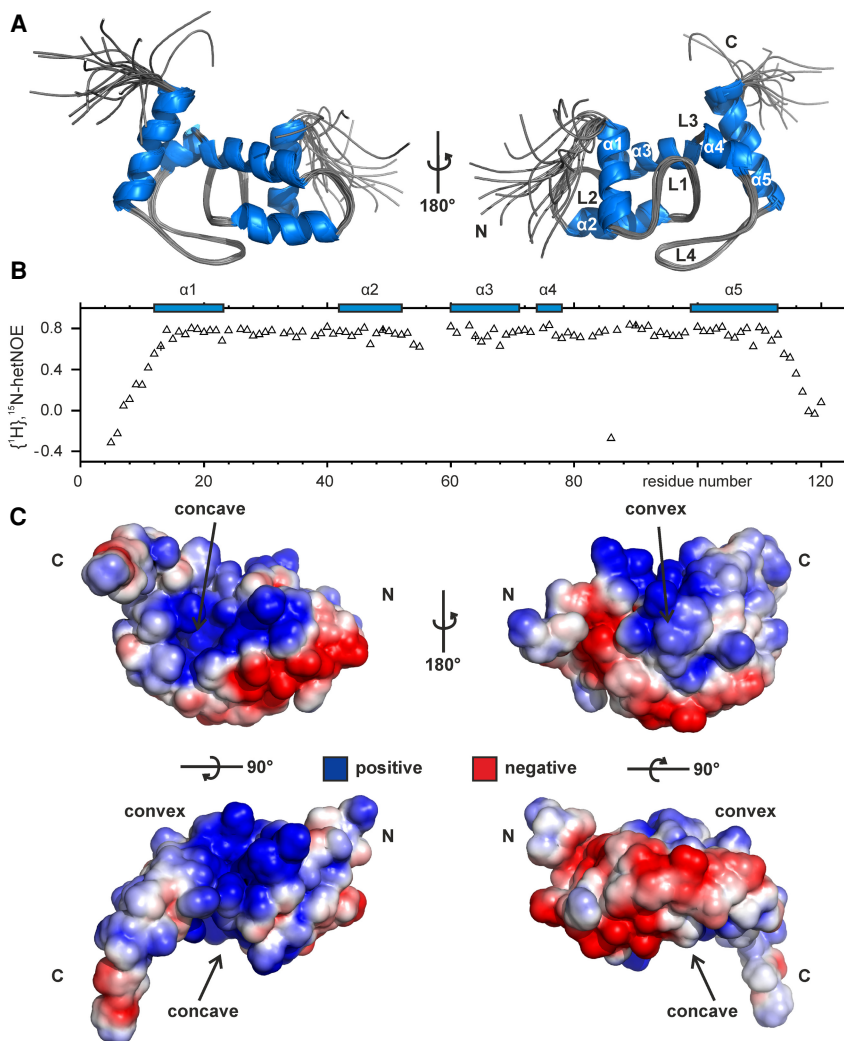 A
C
L3
α1
α3
α4
α5
L1
L2
α2
N
L4
180°
B
α1 α2 α3 α4 α5
{¹H},¹⁵N-hetNOE
0.8
0.4
0.0
-0.4
0 20 40 60 80 residue number 120
C
concave
convex
C
N
N
C
180°
90°
positive
negative
90°
convex
N
N
convex
C
concave
concave
C